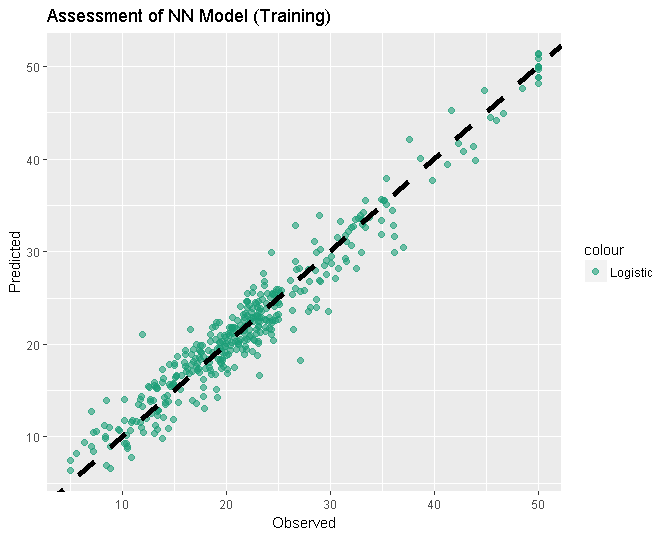 Assessment of NN Model (Training)
50
40
30
20
10
Predicted
10 20 30 40 50
Observed
colour
Logistic